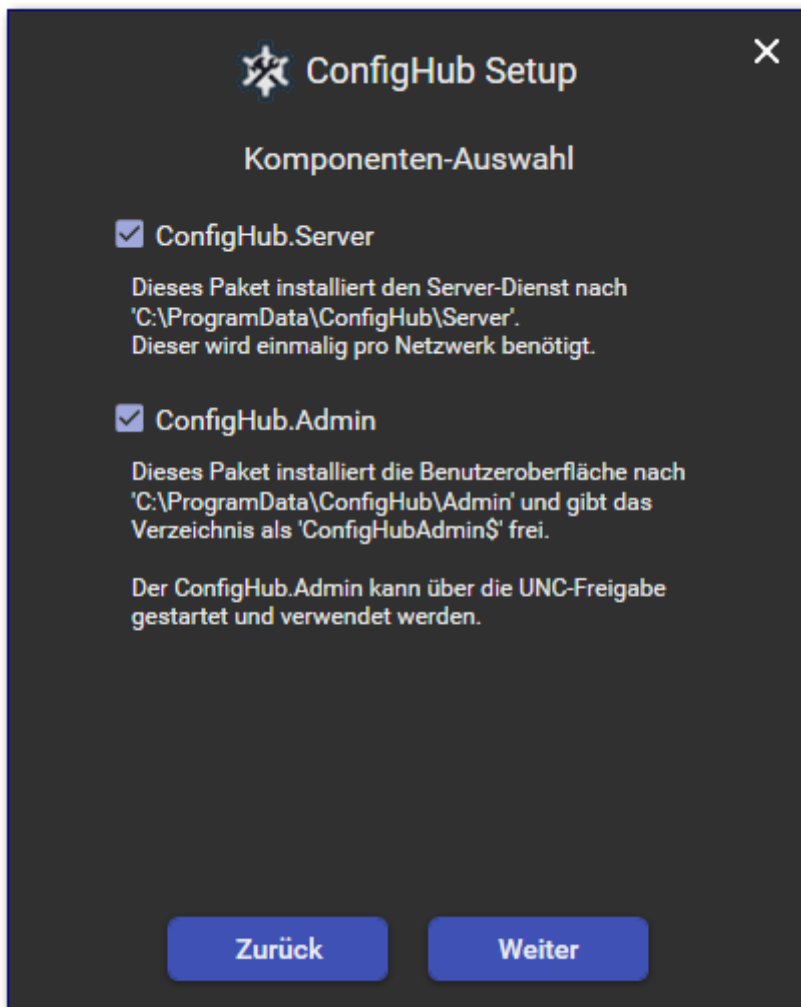 ConfigHub Setup
Komponenten-Auswahl
ConfigHub.Server
Dieses Paket installiert den Server-Dienst nach
'C:\ProgramData\ConfigHub\Server'.
Dieser wird einmalig pro Netzwerk benötigt.
ConfigHub.Admin
Dieses Paket installiert die Benutzeroberfläche nach
'C:\ProgramData\ConfigHub\Admin' und gibt das
Verzeichnis als 'ConfigHubAdmin$' frei.
Der ConfigHub.Admin kann über die UNC-Freigabe
gestartet und verwendet werden.
Zurück
Weiter